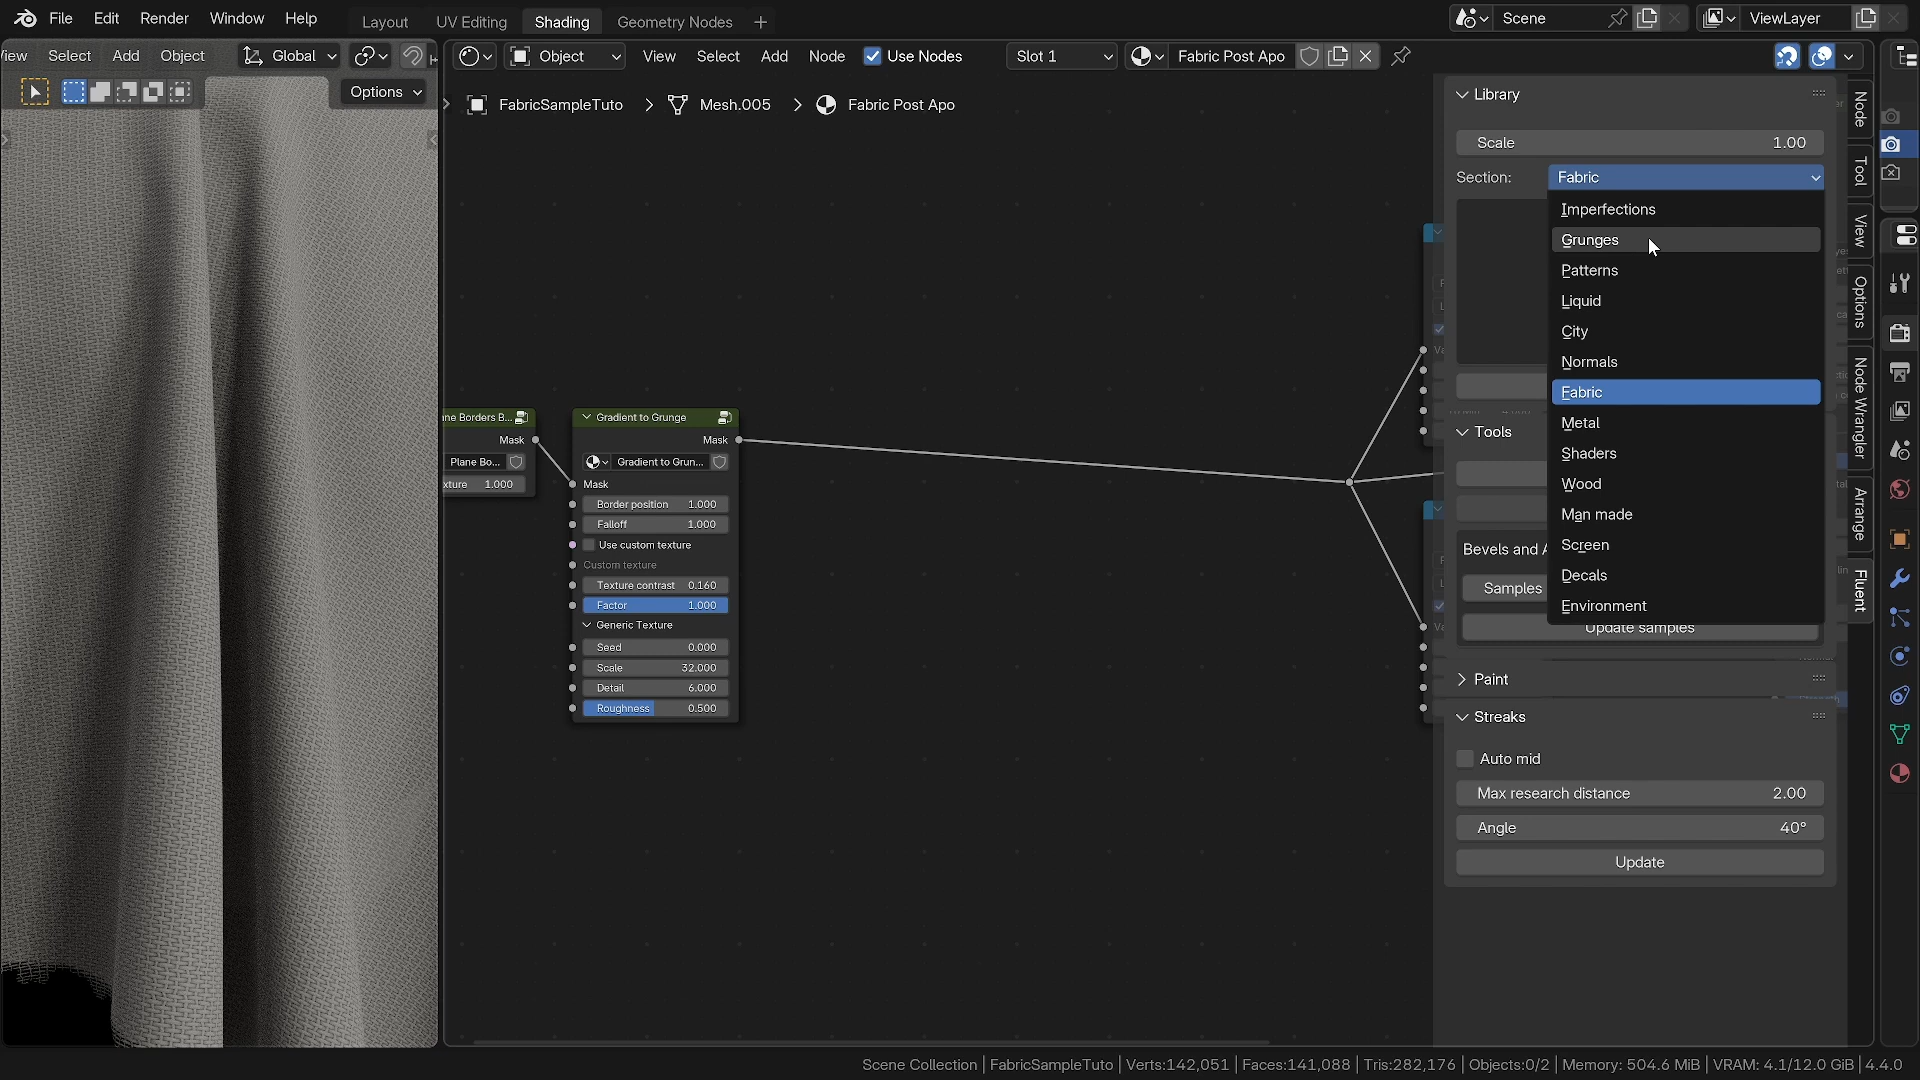 File Edit Render Window Help Layout UV Editing Shading Geometry Nodes + Scene ViewLayer
iew Select Add Object Global Object View Select Add Node Use Nodes Slot 1 Fabric Post Apo
Options
FabricSampleTuto > Mesh.005 > Fabric Post Apo
Library
Scale 1.00
Section: Fabric
Imperfections
Grunges
Patterns
Liquid
City
Normals
Fabric
Metal
Shaders
Wood
Man made
Screen
Decals
Environment
Tools
Bevels and A
Samples
Update samples
Paint
Streaks
Auto mid
Max research distance 2.00
Angle 40°
Update
Node
Tool
View
Options
Node Wrangler
Arrange
Fluent
ne Borders B...
Mask
Plane Bo...
xture 1.000
Gradient to Grunge
Mask
Gradient to Grun...
Mask
Border position 1.000
Falloff 1.000
Use custom texture
Custom texture
Texture contrast 0.160
Factor 1.000
Generic Texture
Seed 0.000
Scale 32.000
Detail 6.000
Roughness 0.500
Scene Collection | FabricSampleTuto | Verts:142,051 | Faces:141,088 | Tris:282,176 | Objects:0/2 | Memory: 504.6 MiB | VRAM: 4.1/12.0 GiB | 4.4.0